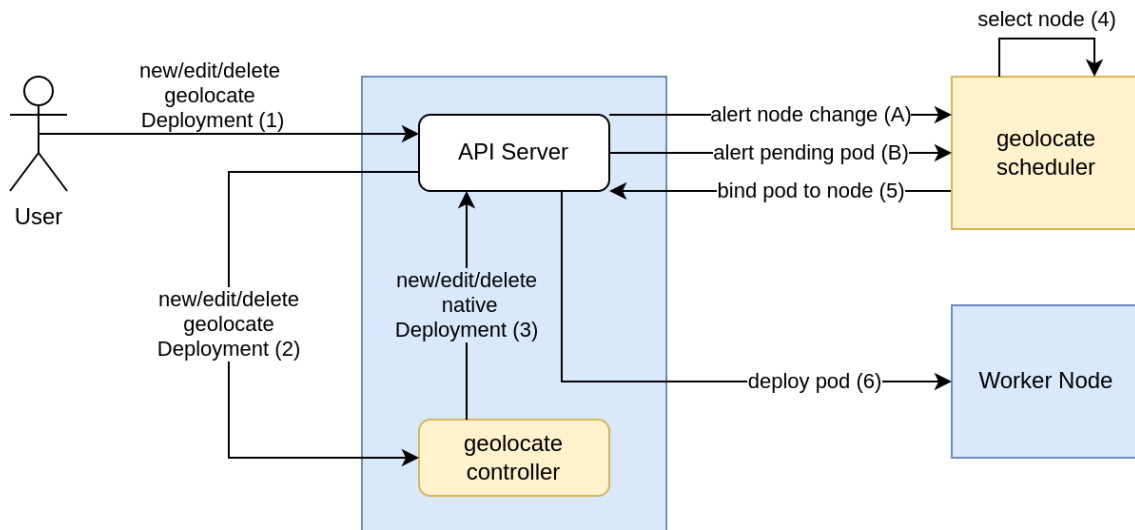 select node (4)
new/edit/delete
geolocate
Deployment (1)
API Server
alert node change (A)
alert pending pod (B)
bind pod to node (5)
geolocate
scheduler
User
new/edit/delete
geolocate
Deployment (2)
new/edit/delete
native
Deployment (3)
deploy pod (6)
Worker Node
geolocate
controller